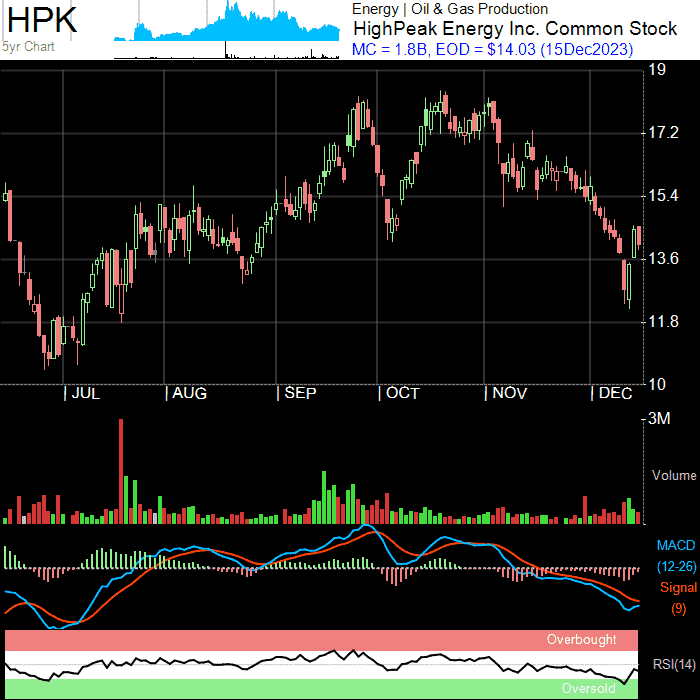 HPK
5yr Chart
Energy | Oil & Gas Production
HighPeak Energy Inc. Common Stock
MC = 1.8B, EOD = $14.03 (15Dec2023)
19
17.2
15.4
13.6
11.8
10
| JUL | AUG | SEP | OCT | NOV | DEC
3M
Volume
MACD
(12-26)
Signal
(9)
Overbought
RSI(14)
Oversold